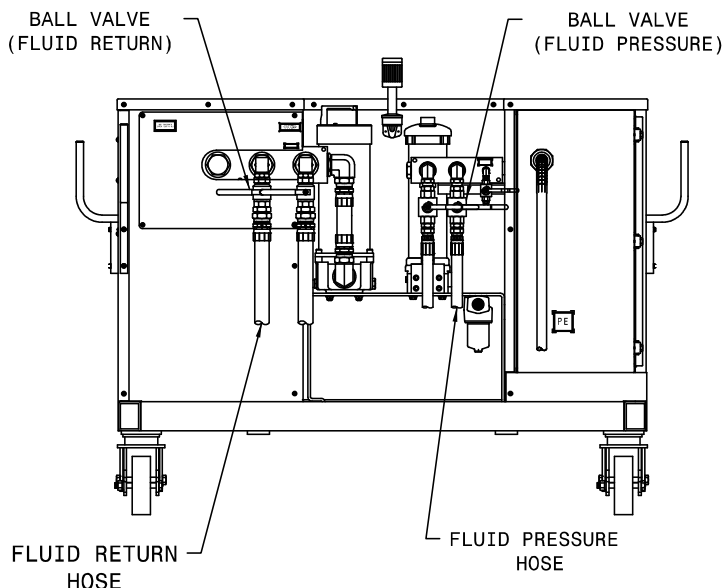 BALL VALVE
(FLUID RETURN)
BALL VALVE
(FLUID PRESSURE)
PE
FLUID RETURN
HOSE
FLUID PRESSURE
HOSE